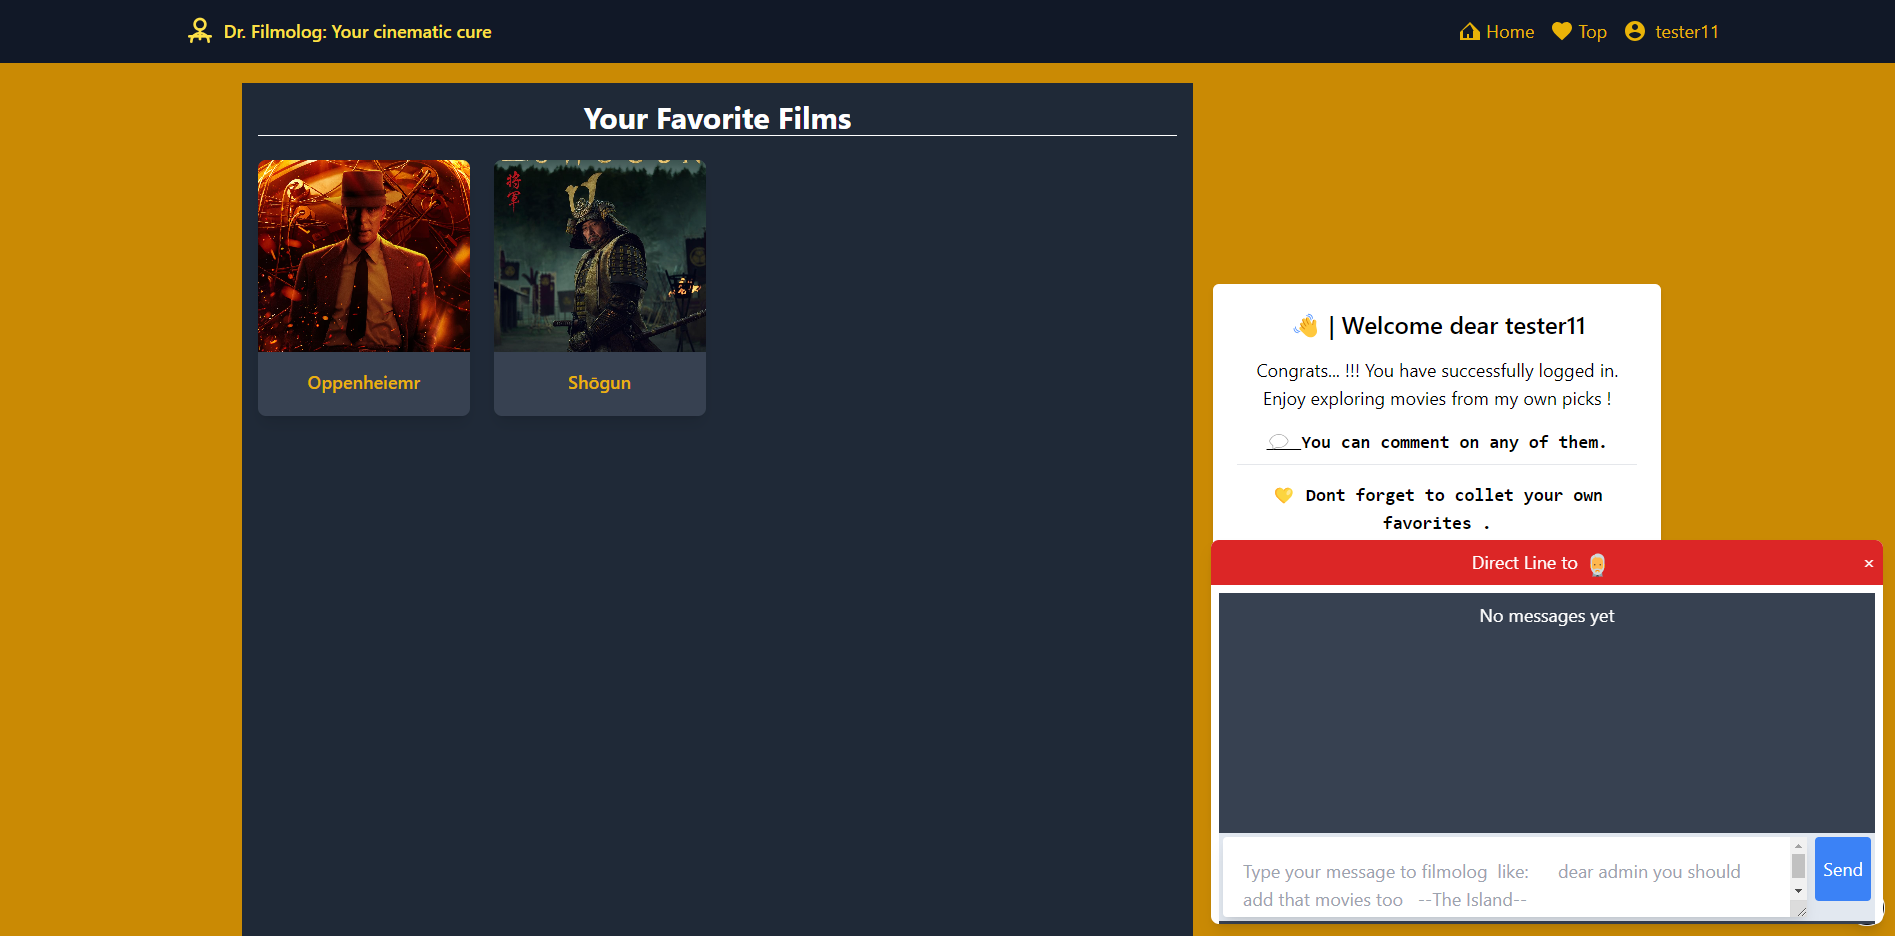 Dr. Filmolog: Your cinematic cure
Home
Top
tester11
Your Favorite Films
将軍
Oppenheiemr
Shōgun
👋 | Welcome dear tester11
Congrats... !!! You have successfully logged in.
Enjoy exploring movies from my own picks !
💭 You can comment on any of them.
💛 Dont forget to collet your own
favorites .
Direct Line to 👴
×
No messages yet
Type your message to filmolog like: dear admin you should
add that movies too --The Island--
Send